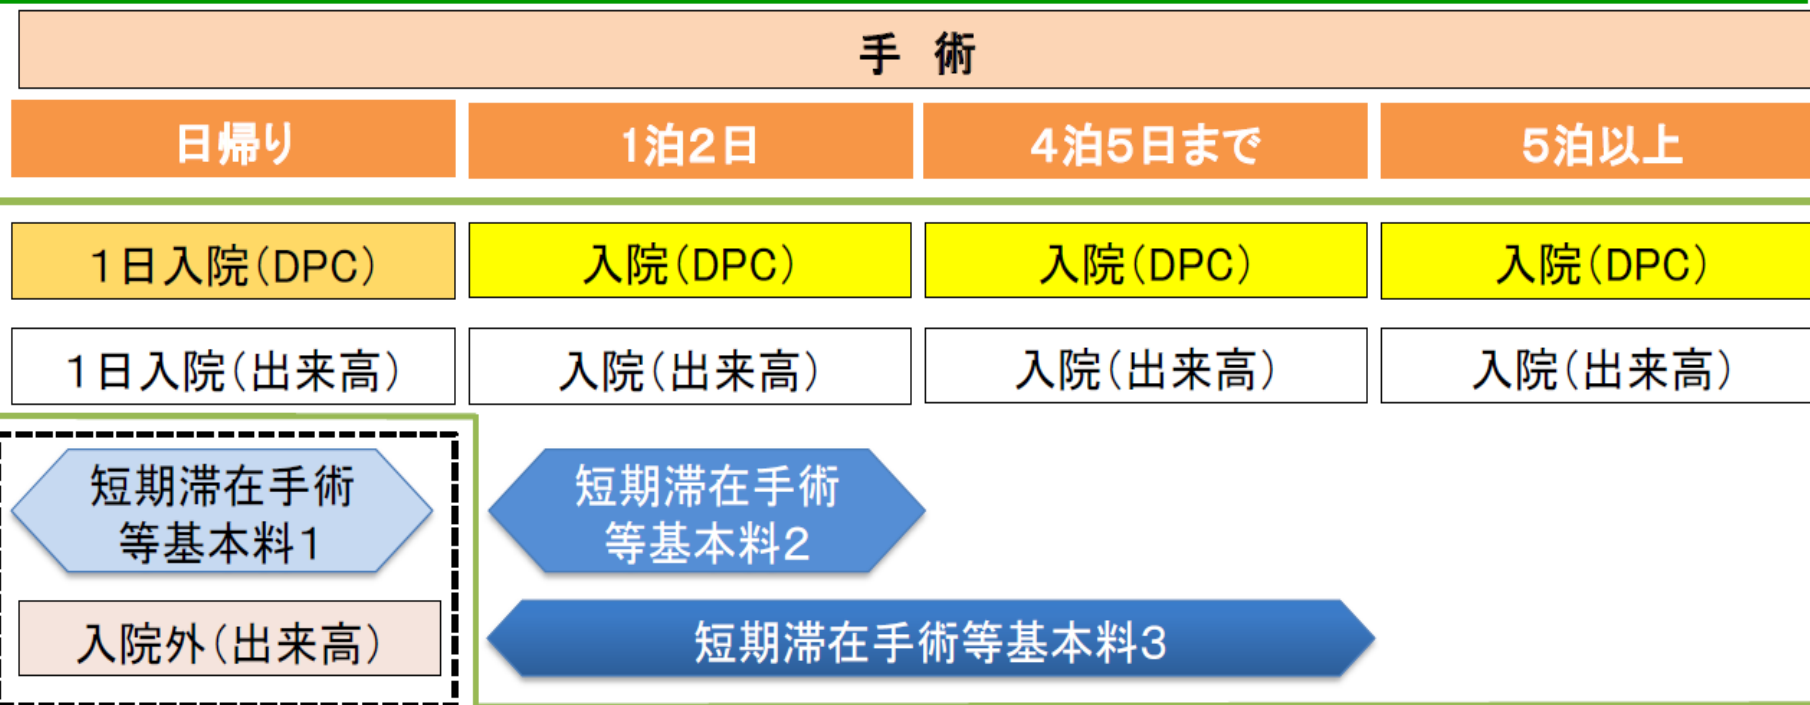 手 術
日帰り
1泊2日
4泊5日まで
5泊以上
1日入院(DPC)
入院(DPC)
入院(DPC)
入院(DPC)
1日入院(出来高)
入院(出来高)
入院(出来高)
入院(出来高)
短期滞在手術
等基本料1
短期滞在手術
等基本料2
入院外(出来高)
短期滞在手術等基本料3